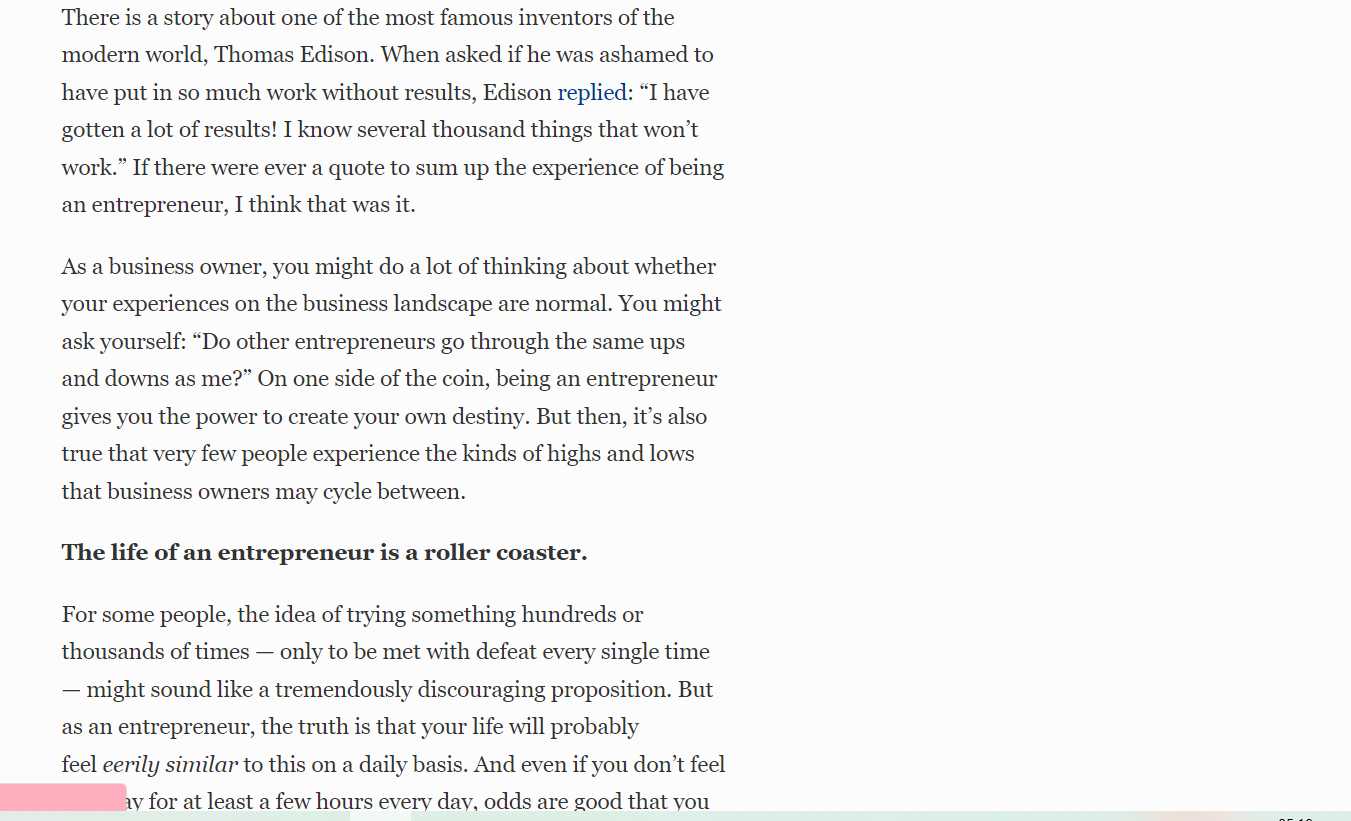 There is a story about one of the most famous inventors of the
modern world, Thomas Edison. When asked if he was ashamed to
have put in so much work without results, Edison replied: “I have
gotten a lot of results! I know several thousand things that won’t
work.” If there were ever a quote to sum up the experience of being
an entrepreneur, I think that was it.
As a business owner, you might do a lot of thinking about whether
your experiences on the business landscape are normal. You might
ask yourself: “Do other entrepreneurs go through the same ups
and downs as me?” On one side of the coin, being an entrepreneur
gives you the power to create your own destiny. But then, it’s also
true that very few people experience the kinds of highs and lows
that business owners may cycle between.
The life of an entrepreneur is a roller coaster.
For some people, the idea of trying something hundreds or
thousands of times — only to be met with defeat every single time
— might sound like a tremendously discouraging proposition. But
as an entrepreneur, the truth is that your life will probably
feel eerily similar to this on a daily basis. And even if you don’t feel
for at least a few hours every day, odds are good that you